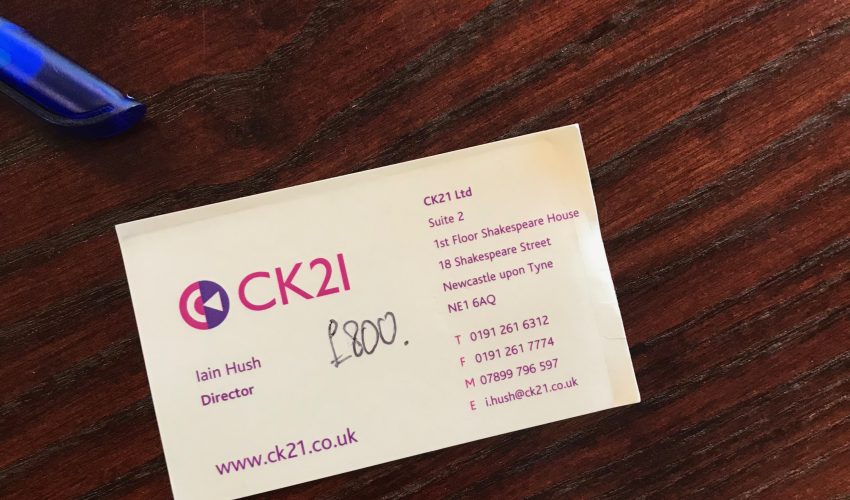 CK21
Iain Hush
Director
£800.
www.ck21.co.uk
CK21 Ltd
Suite 2
1st Floor Shakespeare House
18 Shakespeare Street
Newcastle upon Tyne
NE1 6AQ
T 0191 261 6312
F 0191 261 7774
M 07899 796 597
E i.hush@ck21.co.uk